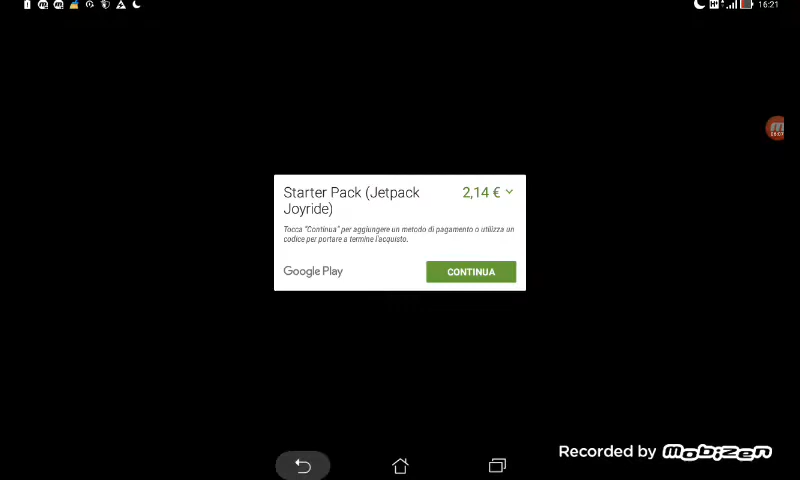 16:21
Starter Pack (Jetpack
Joyride)
2,14 €
Tocca "Continua" per aggiungere un metodo di pagamento o utilizza un
codice per portare a termine l'acquisto.
Google Play
CONTINUA
Recorded by mobizen